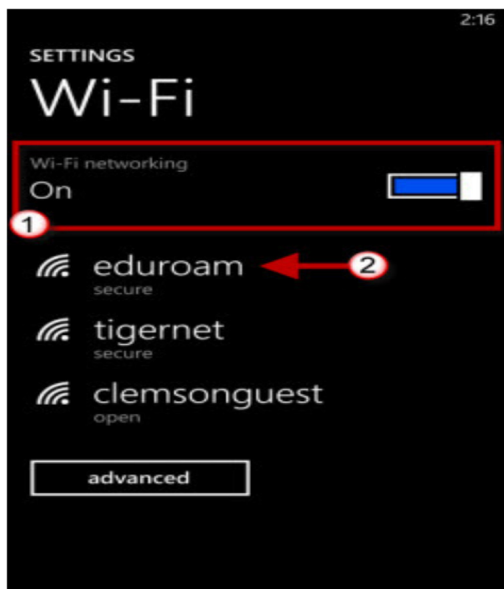 2:16
SETTINGS
Wi-Fi
Wi-Fi networking
On
1
eduroam 2
secure
tigernet
secure
clemsonguest
open
advanced